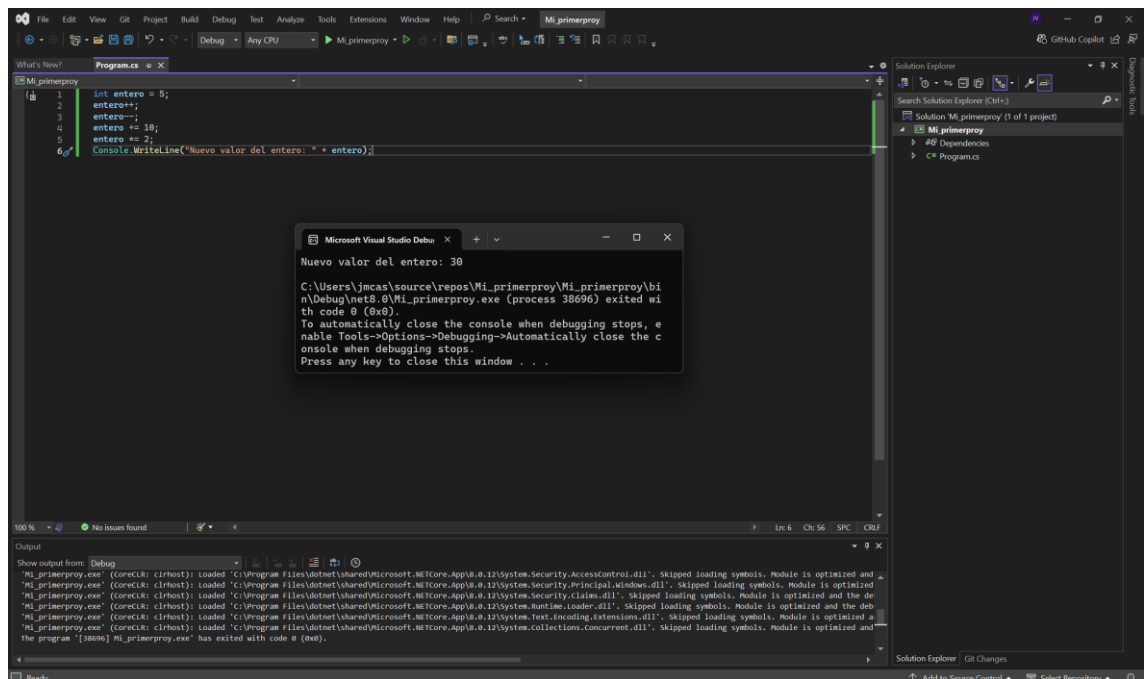 File Edit View Git Project Build Debug Test Analyze Tools Extensions Window Help Search Mi_primerproy JV
Debug Any CPU Mi_primerproy GitHub Copilot
What's New? Program.cs
Mi_primerproy
1 int entero = 5;
2 entero++;
3 entero--;
4 entero += 10;
5 entero *= 2;
6 Console.WriteLine("Nuevo valor del entero: " + entero);
Microsoft Visual Studio Debu
Nuevo valor del entero: 30
C:\Users\jmcas\source\repos\Mi_primerproy\Mi_primerproy\bi
n\Debug\net8.0\Mi_primerproy.exe (process 38696) exited wi
th code 0 (0x0).
To automatically close the console when debugging stops, e
nable Tools->Options->Debugging->Automatically close the c
onsole when debugging stops.
Press any key to close this window . . .
100 % No issues found Ln: 6 Ch: 56 SPC CRLF
Output
Show output from: Debug
'Mi_primerproy.exe' (CoreCLR: clrhost): Loaded 'C:\Program Files\dotnet\shared\Microsoft.NETCore.App\8.0.12\System.Security.AccessControl.dll'. Skipped loading symbols. Module is optimized and
'Mi_primerproy.exe' (CoreCLR: clrhost): Loaded 'C:\Program Files\dotnet\shared\Microsoft.NETCore.App\8.0.12\System.Security.Principal.Windows.dll'. Skipped loading symbols. Module is optimized
'Mi_primerproy.exe' (CoreCLR: clrhost): Loaded 'C:\Program Files\dotnet\shared\Microsoft.NETCore.App\8.0.12\System.Security.Claims.dll'. Skipped loading symbols. Module is optimized and the de
'Mi_primerproy.exe' (CoreCLR: clrhost): Loaded 'C:\Program Files\dotnet\shared\Microsoft.NETCore.App\8.0.12\System.Runtime.Loader.dll'. Skipped loading symbols. Module is optimized and the deb
'Mi_primerproy.exe' (CoreCLR: clrhost): Loaded 'C:\Program Files\dotnet\shared\Microsoft.NETCore.App\8.0.12\System.Text.Encoding.Extensions.dll'. Skipped loading symbols. Module is optimized a
'Mi_primerproy.exe' (CoreCLR: clrhost): Loaded 'C:\Program Files\dotnet\shared\Microsoft.NETCore.App\8.0.12\System.Collections.Concurrent.dll'. Skipped loading symbols. Module is optimized and
The program '[38696] Mi_primerproy.exe' has exited with code 0 (0x0).
Solution Explorer
Search Solution Explorer (Ctrl+;)
Solution 'Mi_primerproy' (1 of 1 project)
Mi_primerproy
Dependencies
C# Program.cs
Solution Explorer Git Changes
Diagnostic Tools
Ready Add to Source Control Select Repository